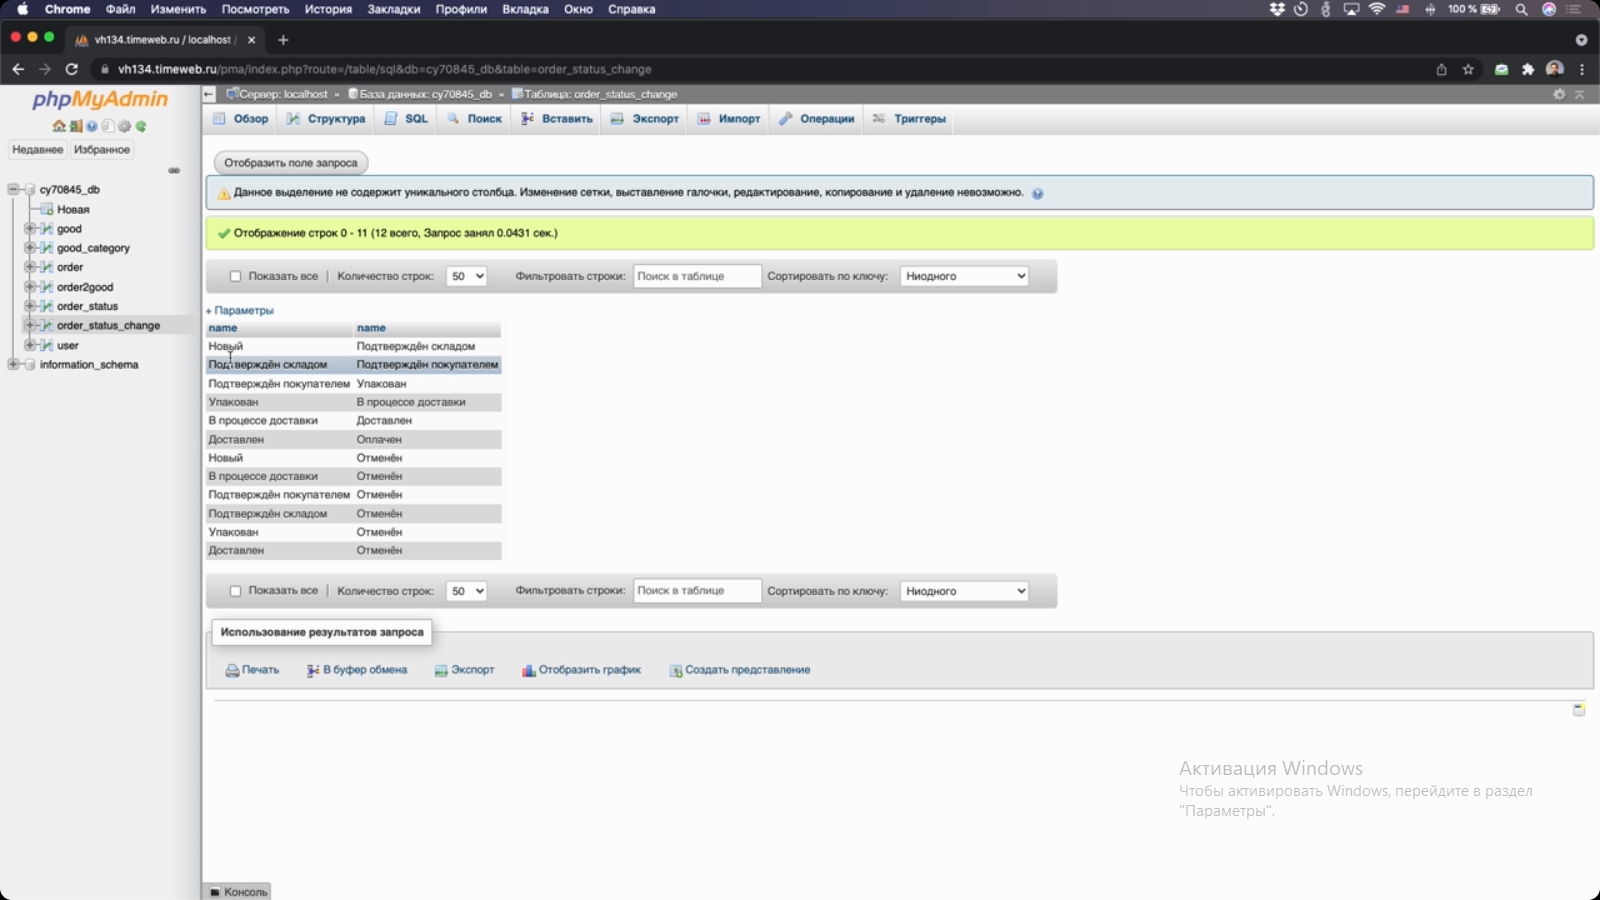 Chrome Файл Изменить Посмотреть История Закладки Профили Вкладка Окно Справка 100 %
vh134.timeweb.ru / localhost /
vh134.timeweb.ru/pma/index.php?route=/table/sql&db=cy70845_db&table=order_status_change
phpMyAdmin
Недавнее Избранное
cy70845_db
Новая
good
good_category
order
order2good
order_status
order_status_change
user
information_schema
Сервер: localhost » База данных: cy70845_db » Таблица: order_status_change
Обзор Структура SQL Поиск Вставить Экспорт Импорт Операции Триггеры
Отобразить поле запроса
Данное выделение не содержит уникального столбца. Изменение сетки, выставление галочки, редактирование, копирование и удаление невозможно.
Отображение строк 0 - 11 (12 всего, Запрос занял 0.0431 сек.)
Показать все | Количество строк: 50 Фильтровать строки: Поиск в таблице Сортировать по ключу: Ниодного
+ Параметры
name name
Новый Подтверждён складом
Подтверждён складом Подтверждён покупателем
Подтверждён покупателем Упакован
Упакован В процессе доставки
В процессе доставки Доставлен
Доставлен Оплачен
Новый Отменён
В процессе доставки Отменён
Подтверждён покупателем Отменён
Подтверждён складом Отменён
Упакован Отменён
Доставлен Отменён
Показать все | Количество строк: 50 Фильтровать строки: Поиск в таблице Сортировать по ключу: Ниодного
Использование результатов запроса
Печать В буфер обмена Экспорт Отобразить график Создать представление
Активация Windows
Чтобы активировать Windows, перейдите в раздел
"Параметры".
Консоль